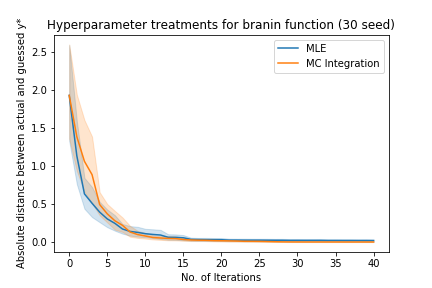 Hyperparameter treatments for branin function (30 seed)
Absolute distance between actual and guessed y*
2.5
2.0
1.5
1.0
0.5
0.0
MLE
MC Integration
0 5 10 15 20 25 30 35 40
No. of Iterations